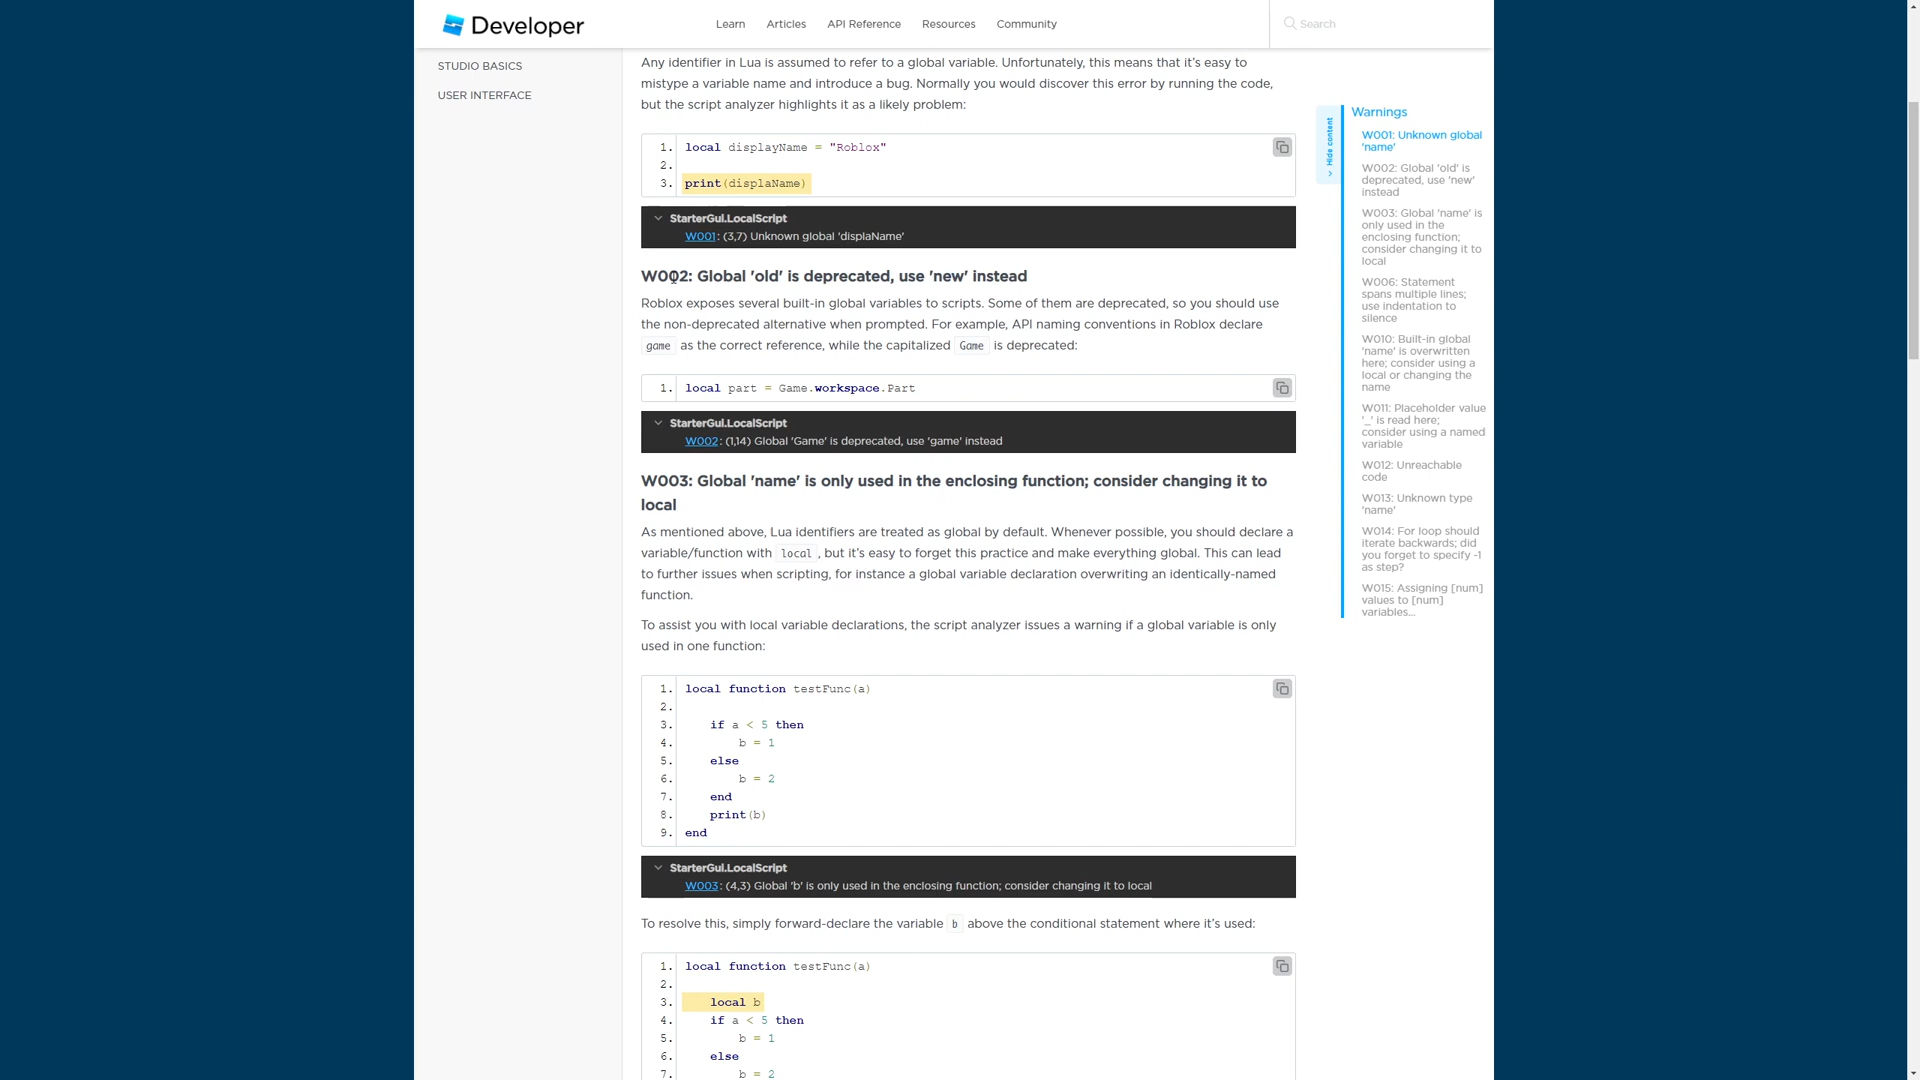 Developer
Learn
Articles
API Reference
Resources
Community
Search
STUDIO BASICS
USER INTERFACE
Any identifier in Lua is assumed to refer to a global variable. Unfortunately, this means that it’s easy to
mistype a variable name and introduce a bug. Normally you would discover this error by running the code,
but the script analyzer highlights it as a likely problem:
1. local displayName = "Roblox"
2.
3. print(displaName)
StarterGui.LocalScript
W001: (3,7) Unknown global 'displaName'
W002: Global 'old' is deprecated, use 'new' instead
Roblox exposes several built-in global variables to scripts. Some of them are deprecated, so you should use
the non-deprecated alternative when prompted. For example, API naming conventions in Roblox declare
game as the correct reference, while the capitalized Game is deprecated:
1. local part = Game.workspace.Part
StarterGui.LocalScript
W002: (1,14) Global 'Game' is deprecated, use 'game' instead
W003: Global 'name' is only used in the enclosing function; consider changing it to
local
As mentioned above, Lua identifiers are treated as global by default. Whenever possible, you should declare a
variable/function with local, but it’s easy to forget this practice and make everything global. This can lead
to further issues when scripting, for instance a global variable declaration overwriting an identically-named
function.
To assist you with local variable declarations, the script analyzer issues a warning if a global variable is only
used in one function:
1. local function testFunc(a)
2.
3. if a < 5 then
4. b = 1
5. else
6. b = 2
7. end
8. print(b)
9. end
StarterGui.LocalScript
W003: (4,3) Global 'b' is only used in the enclosing function; consider changing it to local
To resolve this, simply forward-declare the variable b above the conditional statement where it’s used:
1. local function testFunc(a)
2.
3. local b
4. if a < 5 then
5. b = 1
6. else
7. b = 2
Hide content
Warnings
W001: Unknown global
'name'
W002: Global 'old' is
deprecated, use 'new'
instead
W003: Global 'name' is
only used in the
enclosing function;
consider changing it to
local
W006: Statement
spans multiple lines;
use indentation to
silence
W010: Built-in global
'name' is overwritten
here; consider using a
local or changing the
name
W011: Placeholder value
'_' is read here;
consider using a named
variable
W012: Unreachable
code
W013: Unknown type
'name'
W014: For loop should
iterate backwards; did
you forget to specify -1
as step?
W015: Assigning [num]
values to [num]
variables...